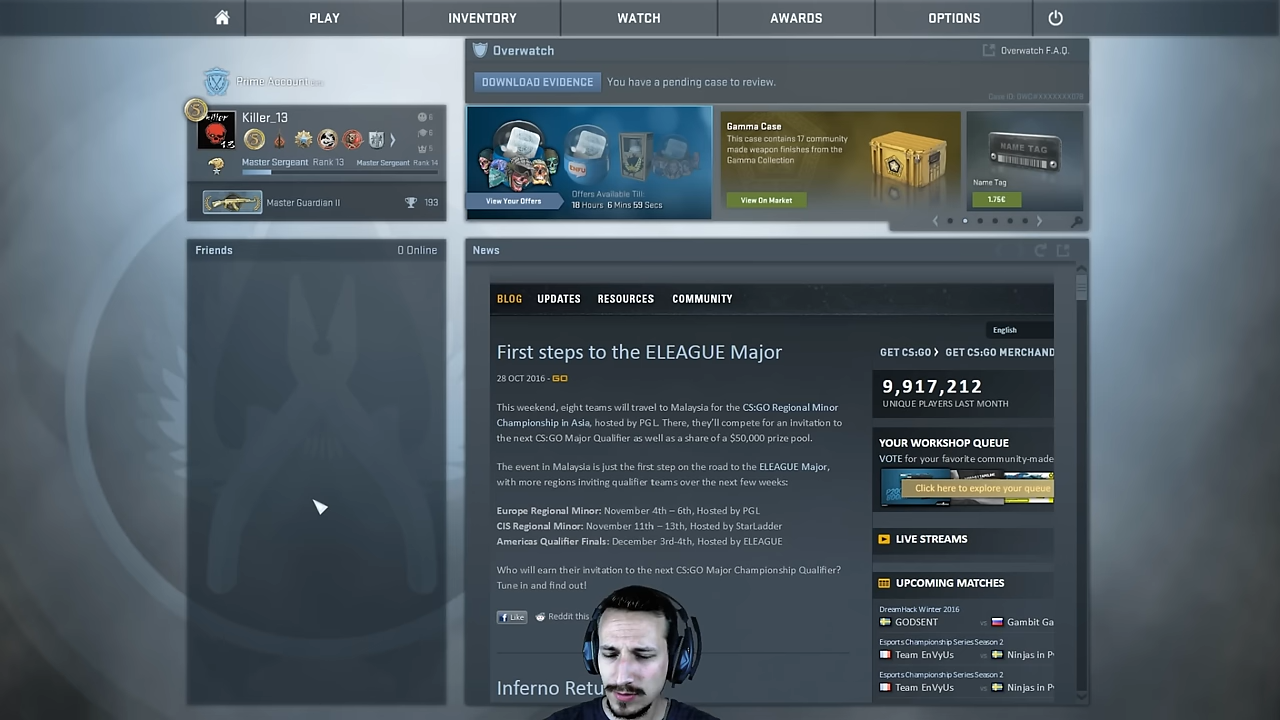 PLAY
INVENTORY
WATCH
AWARDS
OPTIONS
Prime Account
Killer_13
Master Sergeant Rank 13
Master Sergeant Rank 14
Master Guardian II
193
Friends
0 Online
Overwatch
Overwatch F.A.Q.
DOWNLOAD EVIDENCE
You have a pending case to review.
View Your Offers
Offers Available Till:
18 Hours 6 Mins 59 Secs
Gamma Case
This case contains 17 community
made weapon finishes from the
Gamma Collection
View On Market
NAME TAG
Name Tag
1.75€
News
BLOG
UPDATES
RESOURCES
COMMUNITY
English
First steps to the ELEAGUE Major
28 OCT 2016 - GO
This weekend, eight teams will travel to Malaysia for the CS:GO Regional Minor
Championship in Asia, hosted by PGL. There, they'll compete for an invitation to
the next CS:GO Major Qualifier as well as a share of a $50,000 prize pool.
The event in Malaysia is just the first step on the road to the ELEAGUE Major,
with more regions inviting qualifier teams over the next few weeks:
Europe Regional Minor: November 4th – 6th, Hosted by PGL
CIS Regional Minor: November 11th – 13th, Hosted by StarLadder
Americas Qualifier Finals: December 3rd-4th, Hosted by ELEAGUE
Who will earn their invitation to the next CS:GO Major Championship Qualifier?
Tune in and find out!
Like
Reddit this
Inferno Retu
GET CS:GO
GET CS:GO MERCHAND
9,917,212
UNIQUE PLAYERS LAST MONTH
YOUR WORKSHOP QUEUE
VOTE for your favorite community-made
Click here to explore your queue
LIVE STREAMS
UPCOMING MATCHES
DreamHack Winter 2016
GODSENT vs Gambit Ga
Esports Championship Series Season 2
Team EnVyUs vs Ninjas in P
Esports Championship Series Season 2
Team EnVyUs vs Ninjas in P